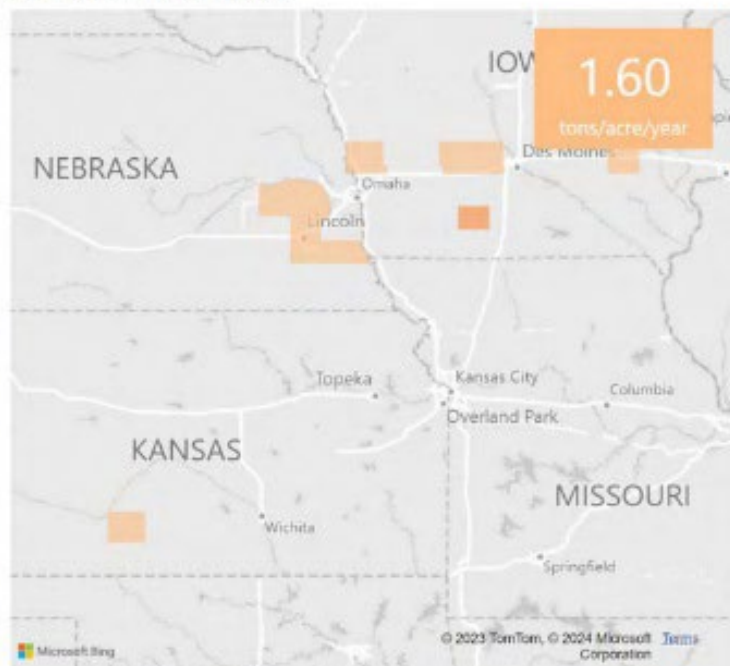 IOW
1.60
tons/acre/year
Des Moines
NEBRASKA
Omaha
Lincoln
Topeka
Kansas City
Columbia
Overland Park
KANSAS
MISSOURI
Wichita
Springfield
Microsoft Bing
© 2023 TomTom, © 2024 Microsoft Corporation
Terms